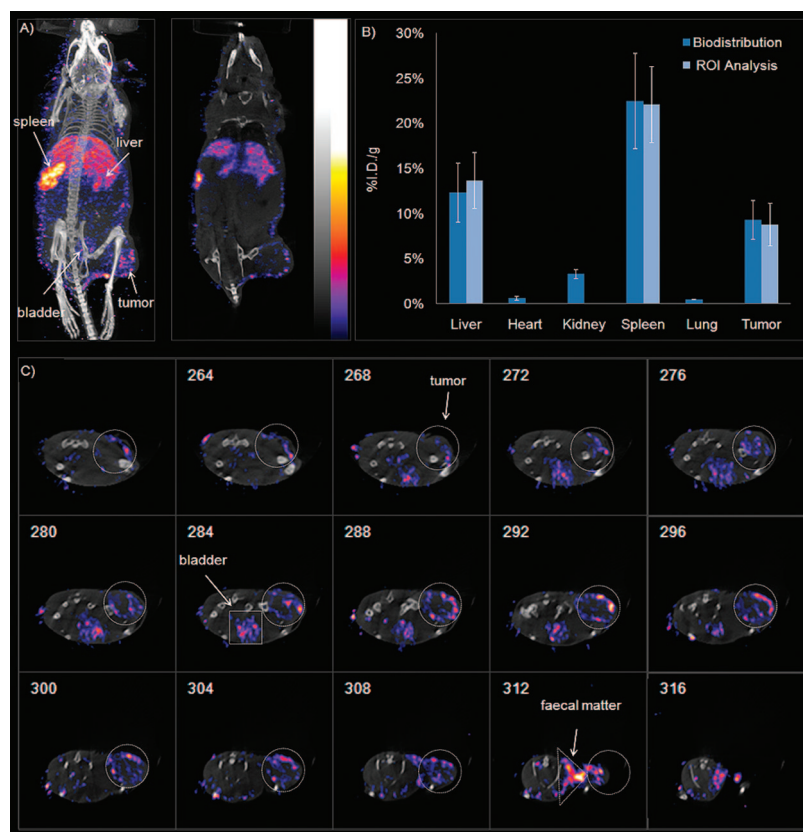 A)
spleen
liver
bladder
tumor
B)
30%
25%
20%
15%
10%
5%
0%
%I.D./g
Biodistribution
ROI Analysis
Liver Heart Kidney Spleen Lung Tumor
C)
264 268 272 276
tumor
280 284 288 292 296
bladder
300 304 308 312 316
faecal matter